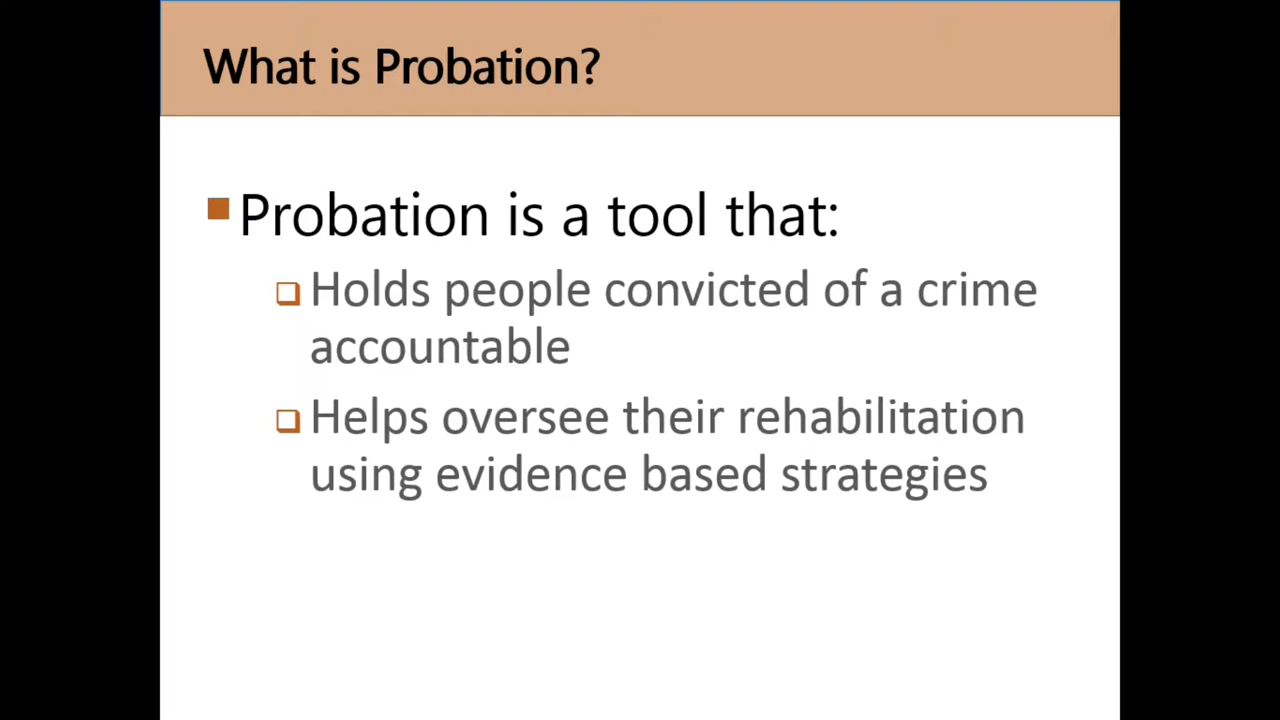 What is Probation?
Probation is a tool that:
Holds people convicted of a crime
accountable
Helps oversee their rehabilitation
using evidence based strategies